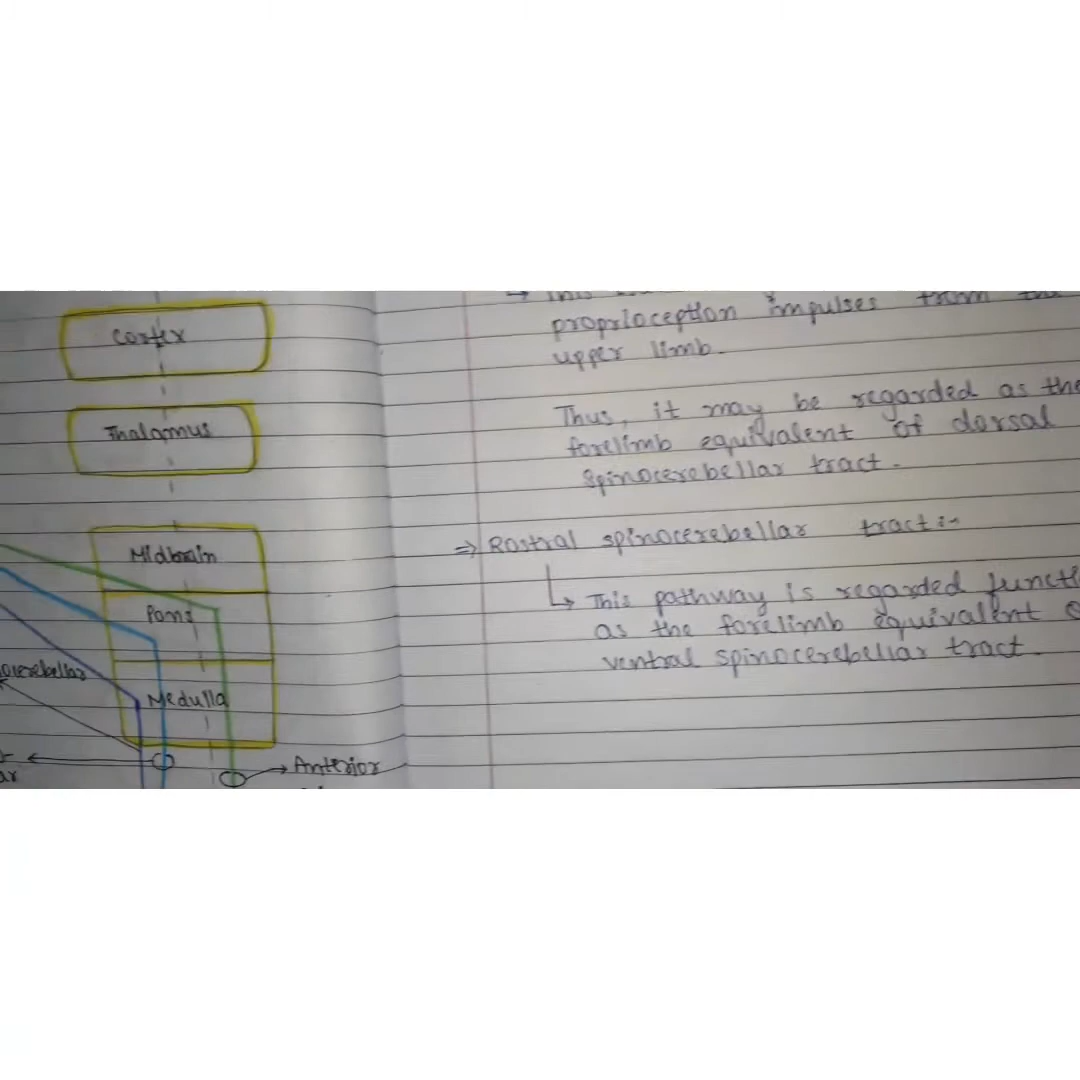 Cortex
Thalamus
Midbrain
Pons
Medulla
Anterior
proprioception impulses from
upper limb.
Thus, it may be regarded as the
forelimb equivalent of dorsal
spinocerebellar tract.
⇒ Rostral spinocerebellar tract :-
This pathway is regarded
as the forelimb equivalent
ventral spinocerebellar tract.